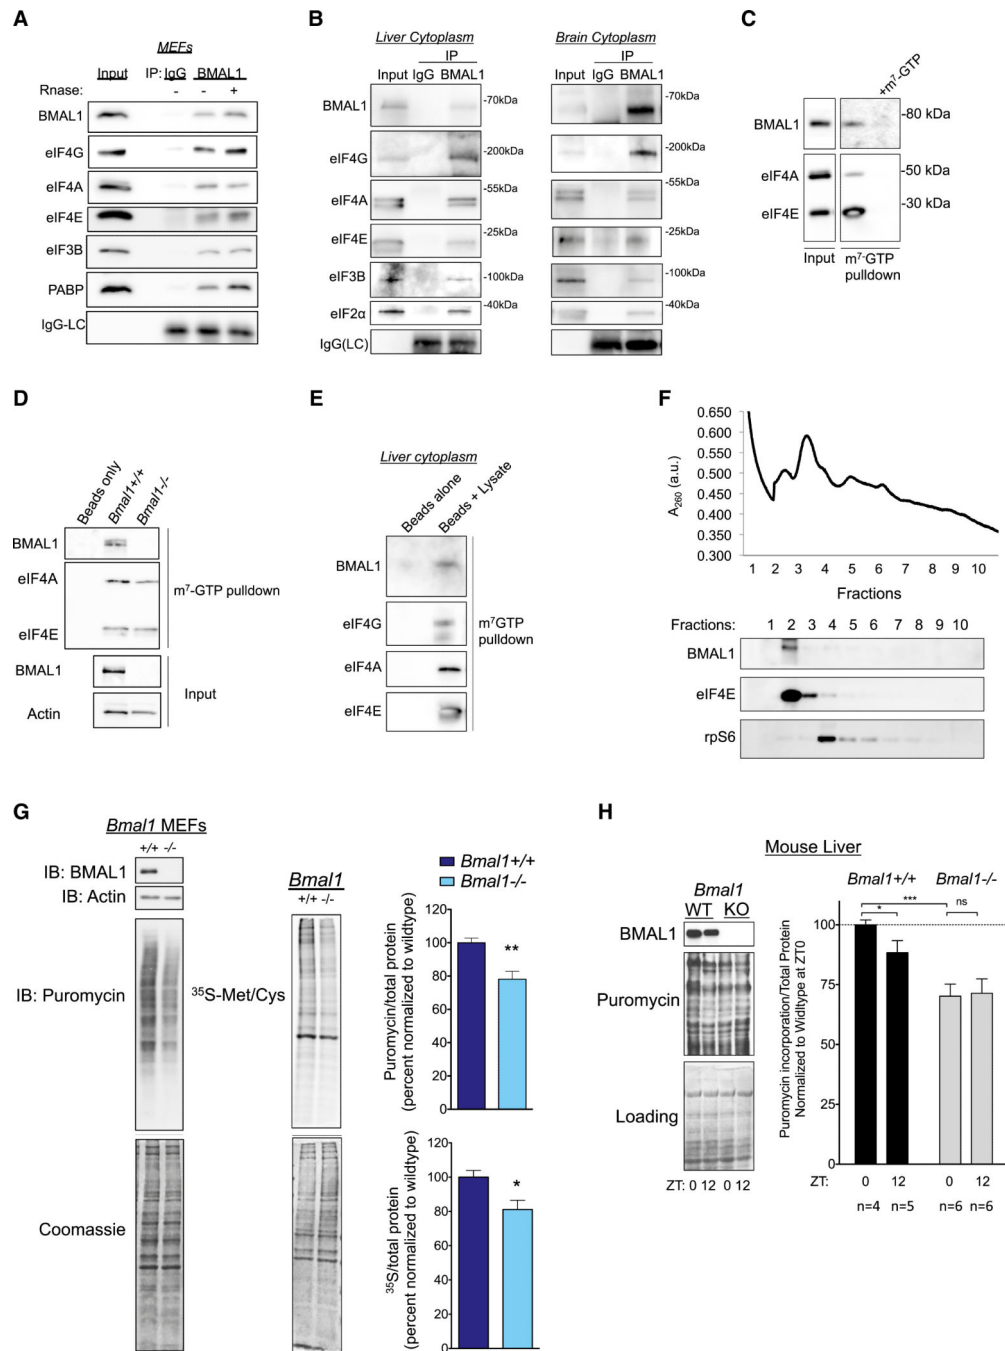 A
MEFs
Input IP: IgG BMAL1
Rnase: - - +
BMAL1
eIF4G
eIF4A
eIF4E
eIF3B
PABP
IgG-LC
B
Liver Cytoplasm
IP
Input IgG BMAL1
BMAL1 -70kDa
eIF4G -200kDa
eIF4A -55kDa
eIF4E -25kDa
eIF3B -100kDa
eIF2α -40kDa
IgG(LC)
Brain Cytoplasm
IP
Input IgG BMAL1
-70kDa
-200kDa
-55kDa
-25kDa
-100kDa
-40kDa
C
+m⁷-GTP
BMAL1 -80 kDa
eIF4A -50 kDa
eIF4E -30 kDa
Input m⁷-GTP
pulldown
D
Beads only
Bmal1+/+
Bmal1-/-
BMAL1
eIF4A
eIF4E
m⁷-GTP pulldown
BMAL1
Actin
Input
E
Liver cytoplasm
Beads alone
Beads + Lysate
BMAL1
eIF4G
eIF4A
eIF4E
m⁷GTP
pulldown
F
A₂₆₀ (a.u.)
0.650
0.600
0.550
0.500
0.450
0.400
0.350
0.300
1 2 3 4 5 6 7 8 9 10
Fractions
Fractions: 1 2 3 4 5 6 7 8 9 10
BMAL1
eIF4E
rpS6
G
Bmal1 MEFs
+/+ -/-
IB: BMAL1
IB: Actin
IB: Puromycin
Coomassie
Bmal1
+/+ -/-
³⁵S-Met/Cys
Bmal1+/+
Bmal1-/-
Puromycin/total protein
(percent normalized to wildtype)
120
100
80
60
40
20
0
**
³⁵S/total protein
(percent normalized to wildtype)
120
100
80
60
40
20
0
*
H
Mouse Liver
Bmal1
WT KO
BMAL1
Puromycin
Loading
ZT: 0 12 0 12
Bmal1+/+ Bmal1-/-
***
* ns
Puromycin incorporation/Total Protein
Normalized to Widltype at ZT0
100
75
50
25
0
ZT: 0 12 0 12
n=4 n=5 n=6 n=6